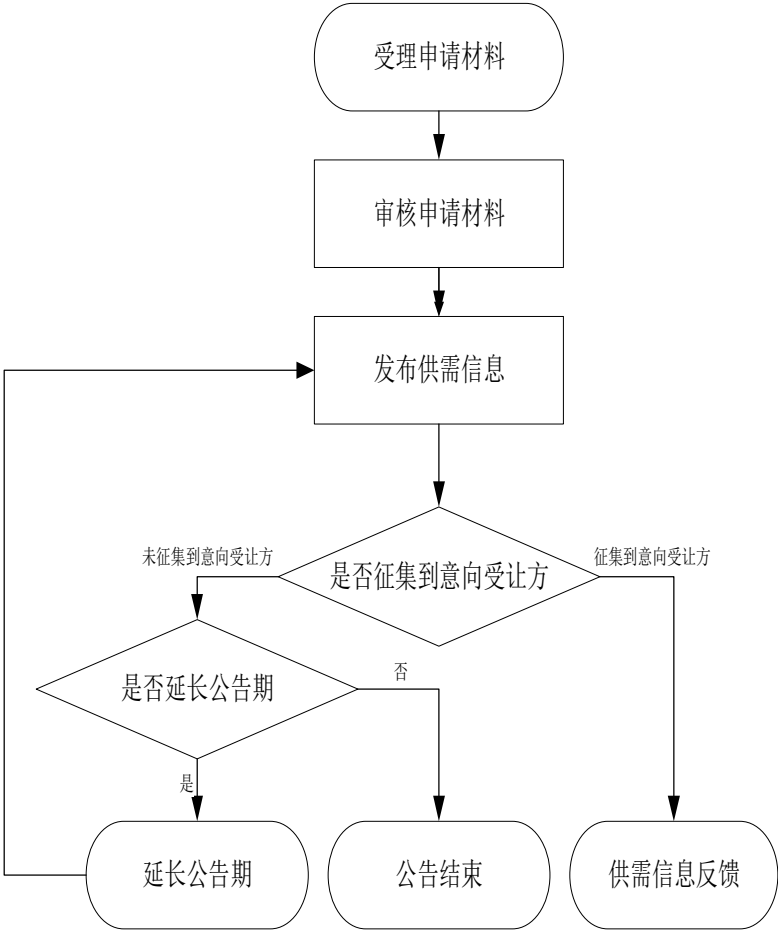 受理申请材料
审核申请材料
发布供需信息
未征集到意向受让方
征集到意向受让方
是否征集到意向受让方
否
是否延长公告期
是
延长公告期
公告结束
供需信息反馈